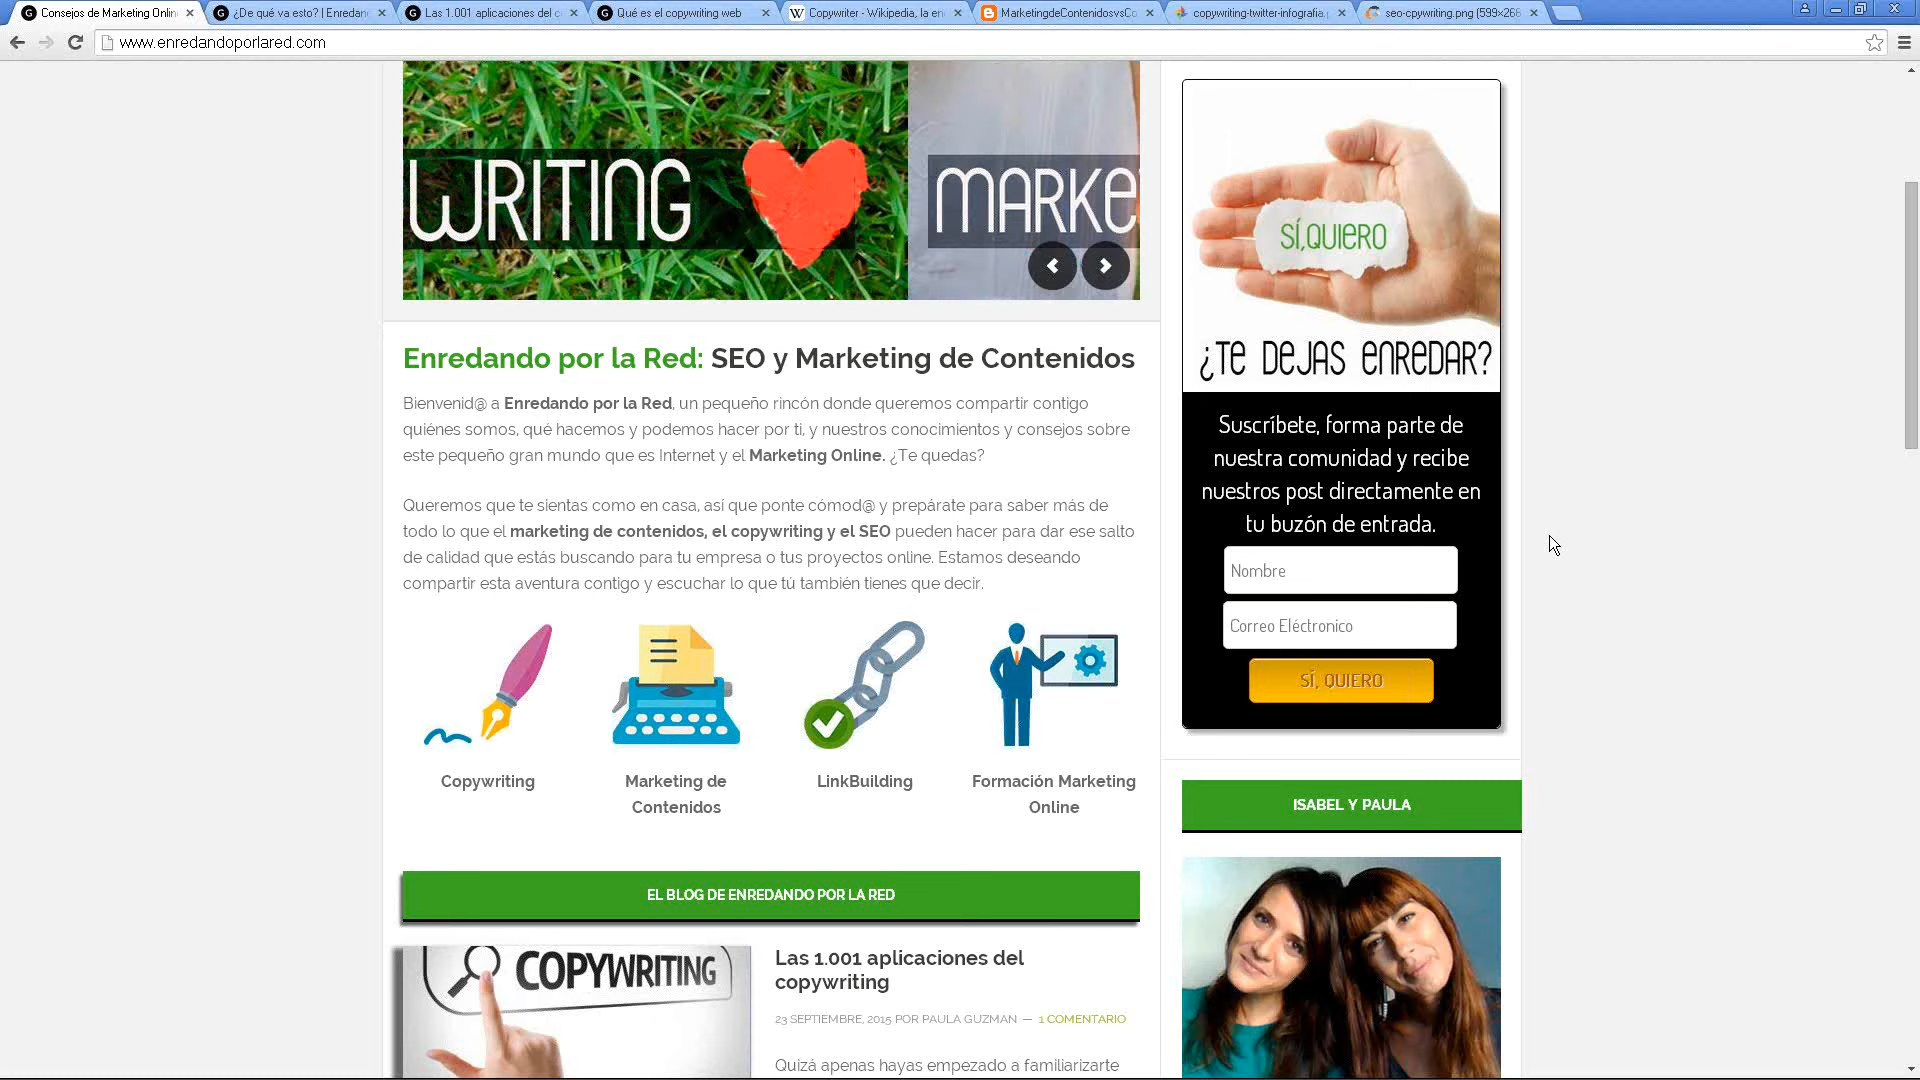 Consejos de Marketing Onlin
¿De qué va esto? | Enredan
Las 1.001 aplicaciones del c
Qué es el copywriting web
Copywriter - Wikipedia, la en
MarketingdeContenidosvsCo
copywriting-twitter-infografia.p
seo-cpywriting.png (599×266
www.enredandoporlared.com
WRITING
MARKE
SÍ,QUIERO
¿TE DEJAS ENREDAR?
Enredando por la Red: SEO y Marketing de Contenidos
Bienvenid@ a Enredando por la Red, un pequeño rincón donde queremos compartir contigo
quiénes somos, qué hacemos y podemos hacer por ti, y nuestros conocimientos y consejos sobre
este pequeño gran mundo que es Internet y el Marketing Online. ¿Te quedas?
Queremos que te sientas como en casa, así que ponte cómod@ y prepárate para saber más de
todo lo que el marketing de contenidos, el copywriting y el SEO pueden hacer para dar ese salto
de calidad que estás buscando para tu empresa o tus proyectos online. Estamos deseando
compartir esta aventura contigo y escuchar lo que tú también tienes que decir.
Copywriting
Marketing de
Contenidos
LinkBuilding
Formación Marketing
Online
EL BLOG DE ENREDANDO POR LA RED
COPYWRITING
Las 1.001 aplicaciones del
copywriting
23 SEPTIEMBRE, 2015 POR PAULA GUZMAN — 1 COMENTARIO
Quizá apenas hayas empezado a familiarizarte
Suscríbete, forma parte de
nuestra comunidad y recibe
nuestros post directamente en
tu buzón de entrada.
Nombre
Correo Eléctronico
SÍ, QUIERO
ISABEL Y PAULA